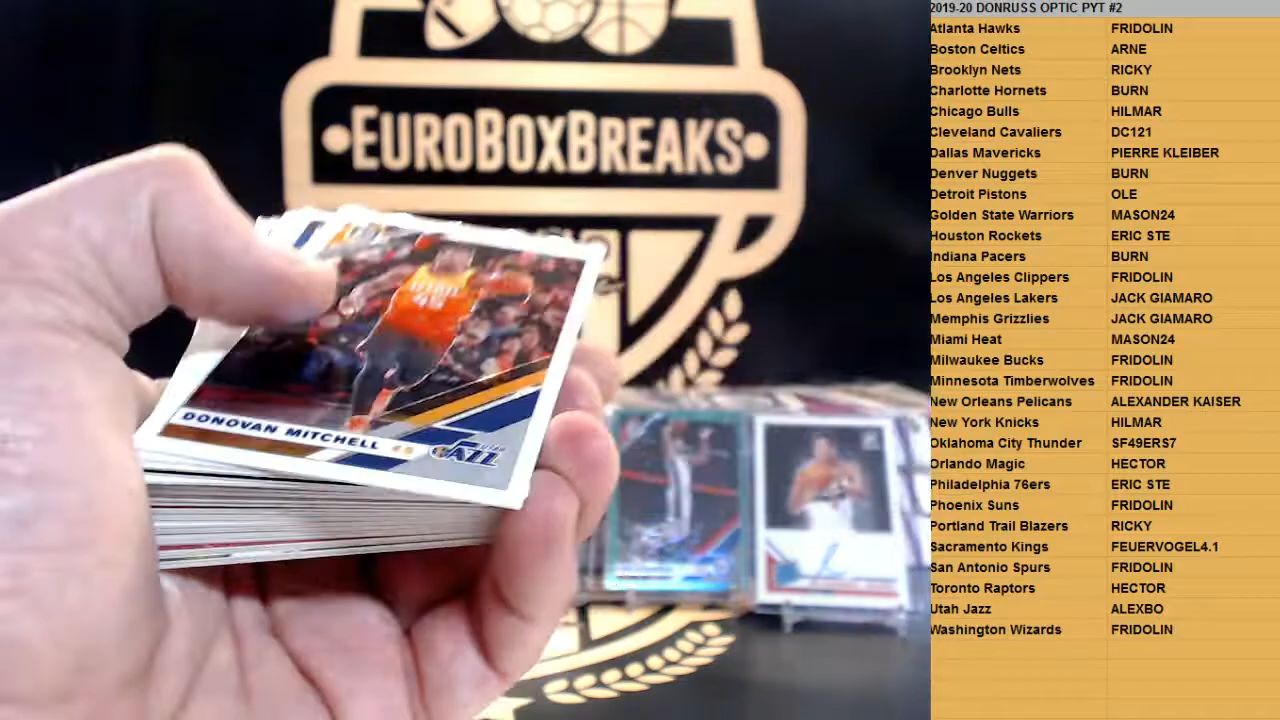 EUROBOXBREAKS
UTAH
45
DONOVAN MITCHELL 45
UTAH
JAZZ
2019-20 DONRUSS OPTIC PYT #2
Atlanta Hawks FRIDOLIN
Boston Celtics ARNE
Brooklyn Nets RICKY
Charlotte Hornets BURN
Chicago Bulls HILMAR
Cleveland Cavaliers DC121
Dallas Mavericks PIERRE KLEIBER
Denver Nuggets BURN
Detroit Pistons OLE
Golden State Warriors MASON24
Houston Rockets ERIC STE
Indiana Pacers BURN
Los Angeles Clippers FRIDOLIN
Los Angeles Lakers JACK GIAMARO
Memphis Grizzlies JACK GIAMARO
Miami Heat MASON24
Milwaukee Bucks FRIDOLIN
Minnesota Timberwolves FRIDOLIN
New Orleans Pelicans ALEXANDER KAISER
New York Knicks HILMAR
Oklahoma City Thunder SF49ERS7
Orlando Magic HECTOR
Philadelphia 76ers ERIC STE
Phoenix Suns FRIDOLIN
Portland Trail Blazers RICKY
Sacramento Kings FEUERVOGEL4.1
San Antonio Spurs FRIDOLIN
Toronto Raptors HECTOR
Utah Jazz ALEXBO
Washington Wizards FRIDOLIN